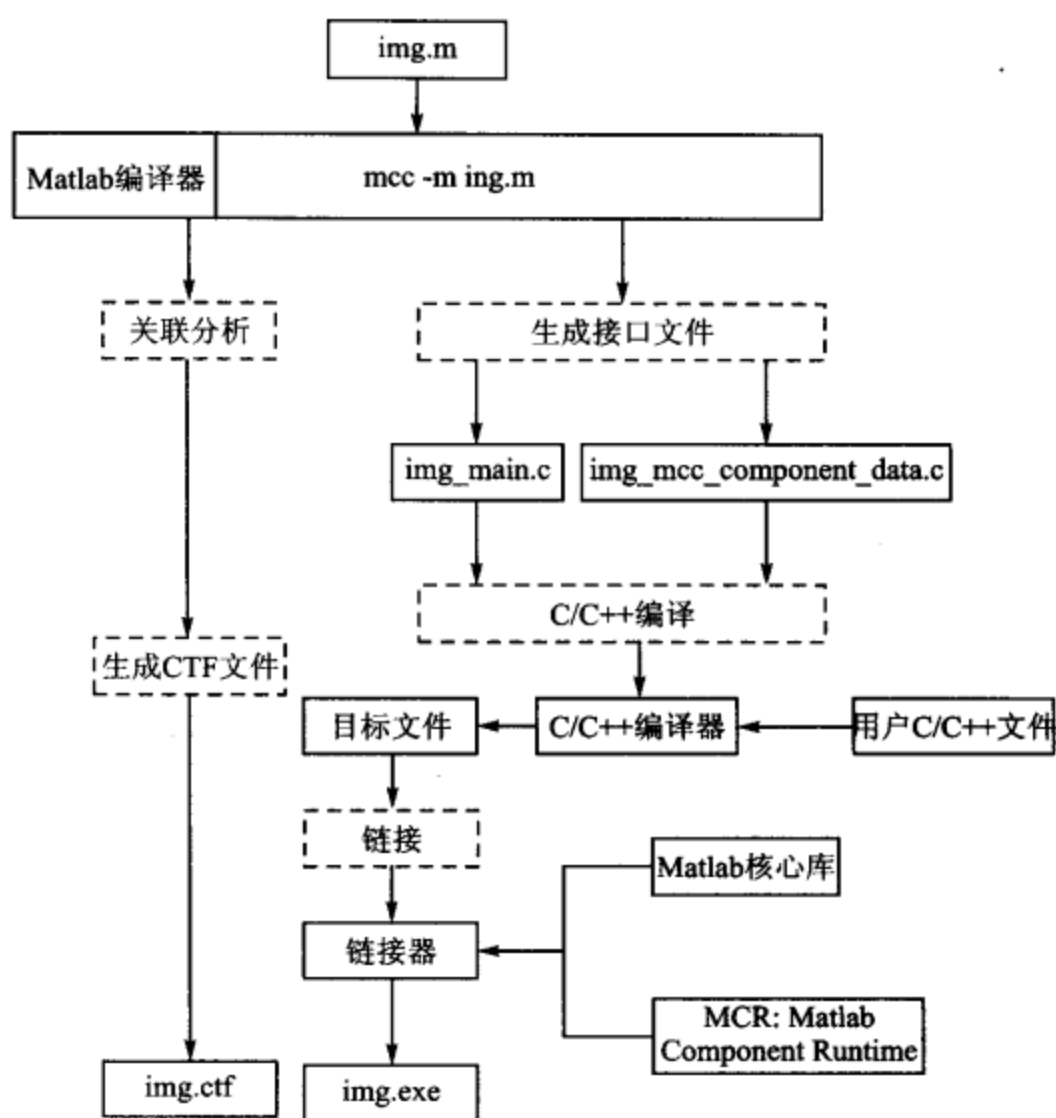 img.m
Matlab编译器
mcc -m ing.m
关联分析
生成接口文件
img_main.c
img_mcc_component_data.c
C/C++编译
生成CTF文件
目标文件
C/C++编译器
用户C/C++文件
链接
Matlab核心库
链接器
MCR: Matlab
Component Runtime
img.ctf
img.exe